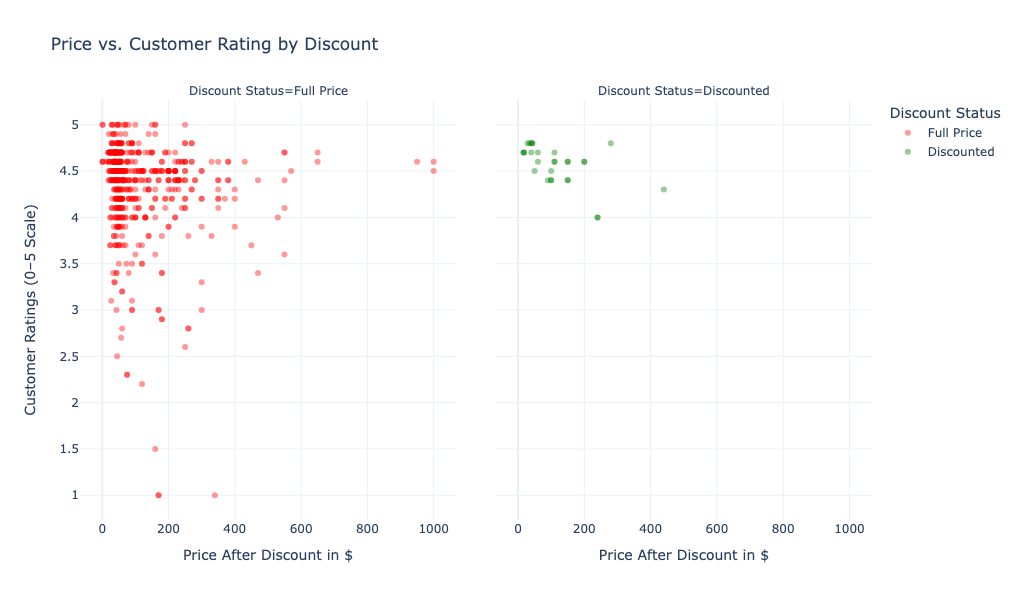 Price vs. Customer Rating by Discount
Discount Status=Full Price
Discount Status=Discounted
Discount Status
Full Price
Discounted
Customer Ratings (0–5 Scale)
5
4.5
4
3.5
3
2.5
2
1.5
1
0 200 400 600 800 1000
0 200 400 600 800 1000
Price After Discount in $
Price After Discount in $